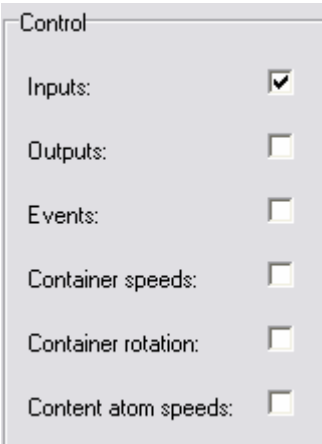 Control
Inputs:
Outputs:
Events:
Container speeds:
Container rotation:
Content atom speeds: